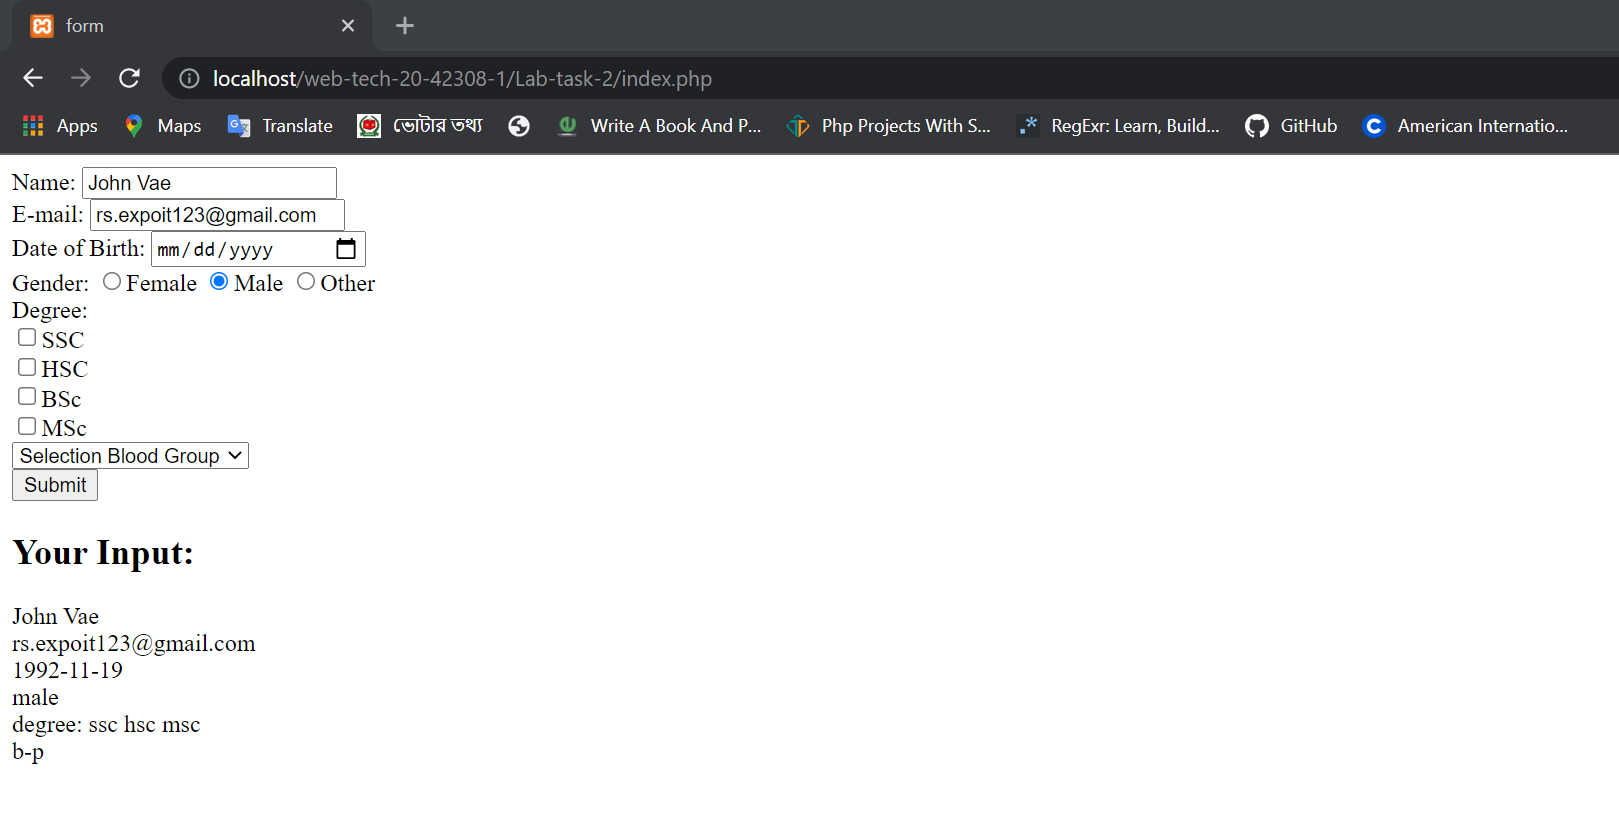 form
localhost/web-tech-20-42308-1/Lab-task-2/index.php
Apps Maps Translate ভোটার তথ্য Write A Book And P... Php Projects With S... RegExr: Learn, Build... GitHub American Internatio...
Name: John Vae
E-mail: rs.expoit123@gmail.com
Date of Birth: mm/dd/yyyy
Gender: Female Male Other
Degree:
SSC
HSC
BSc
MSc
Selection Blood Group
Submit
Your Input:
John Vae
rs.expoit123@gmail.com
1992-11-19
male
degree: ssc hsc msc
b-p